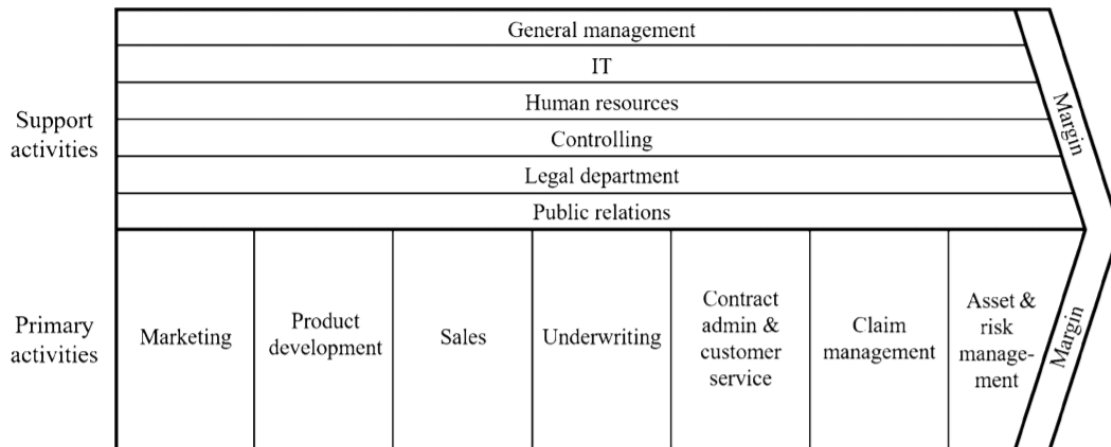 General management
IT
Human resources
Controlling
Legal department
Public relations
Support
activities
Margin
Primary
activities
Marketing
Product
development
Sales
Underwriting
Contract
admin &
customer
service
Claim
management
Asset &
risk
manage-
ment
Margin